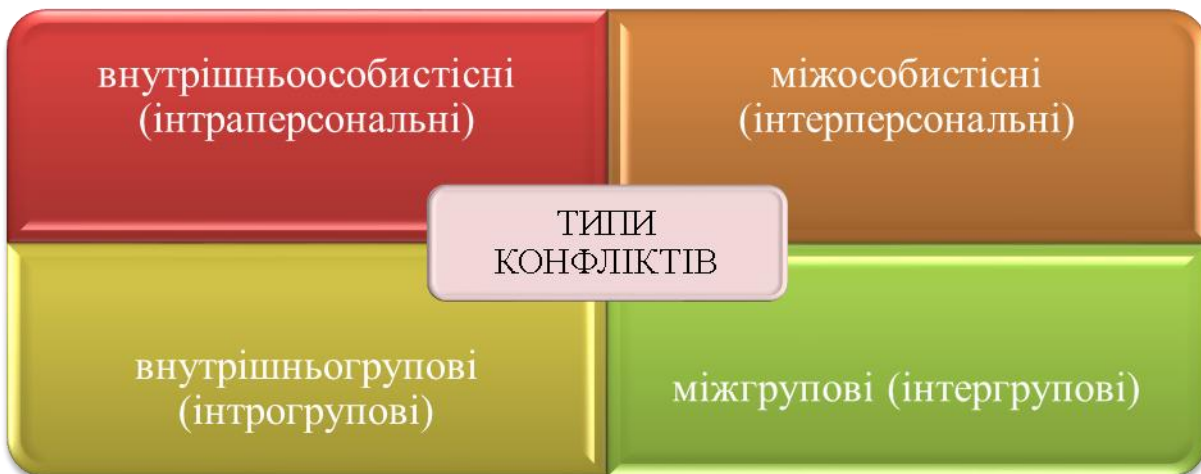 внутрішньоособистісні
(інтраперсональні)
міжособистісні
(інтерперсональні)
ТИПИ
КОНФЛІКТІВ
внутрішньогрупові
(інтрогрупові)
міжгрупові (інтергрупові)